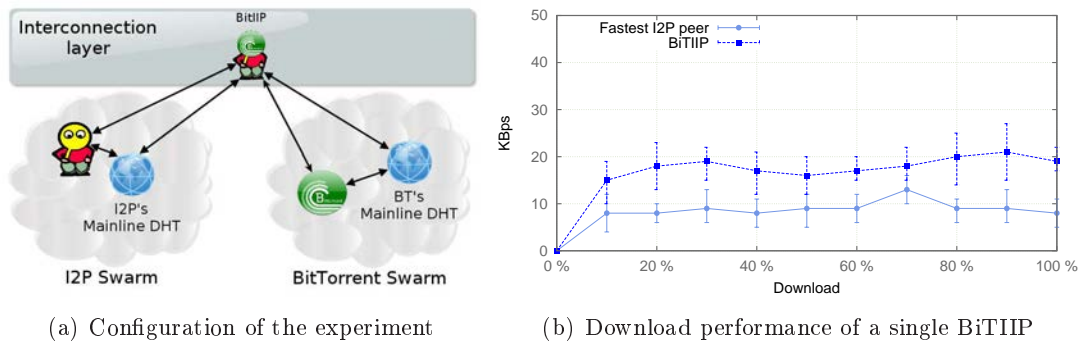 Interconnection
layer
BitIIP
I2P's
Mainline DHT
I2P Swarm
BT's
Mainline DHT
BitTorrent Swarm
(a) Configuration of the experiment
50
40
30
20
10
0
KBps
Fastest I2P peer
BiTIIP
0 %
20 %
40 %
60 %
80 %
100 %
Download
(b) Download performance of a single BiTIIP